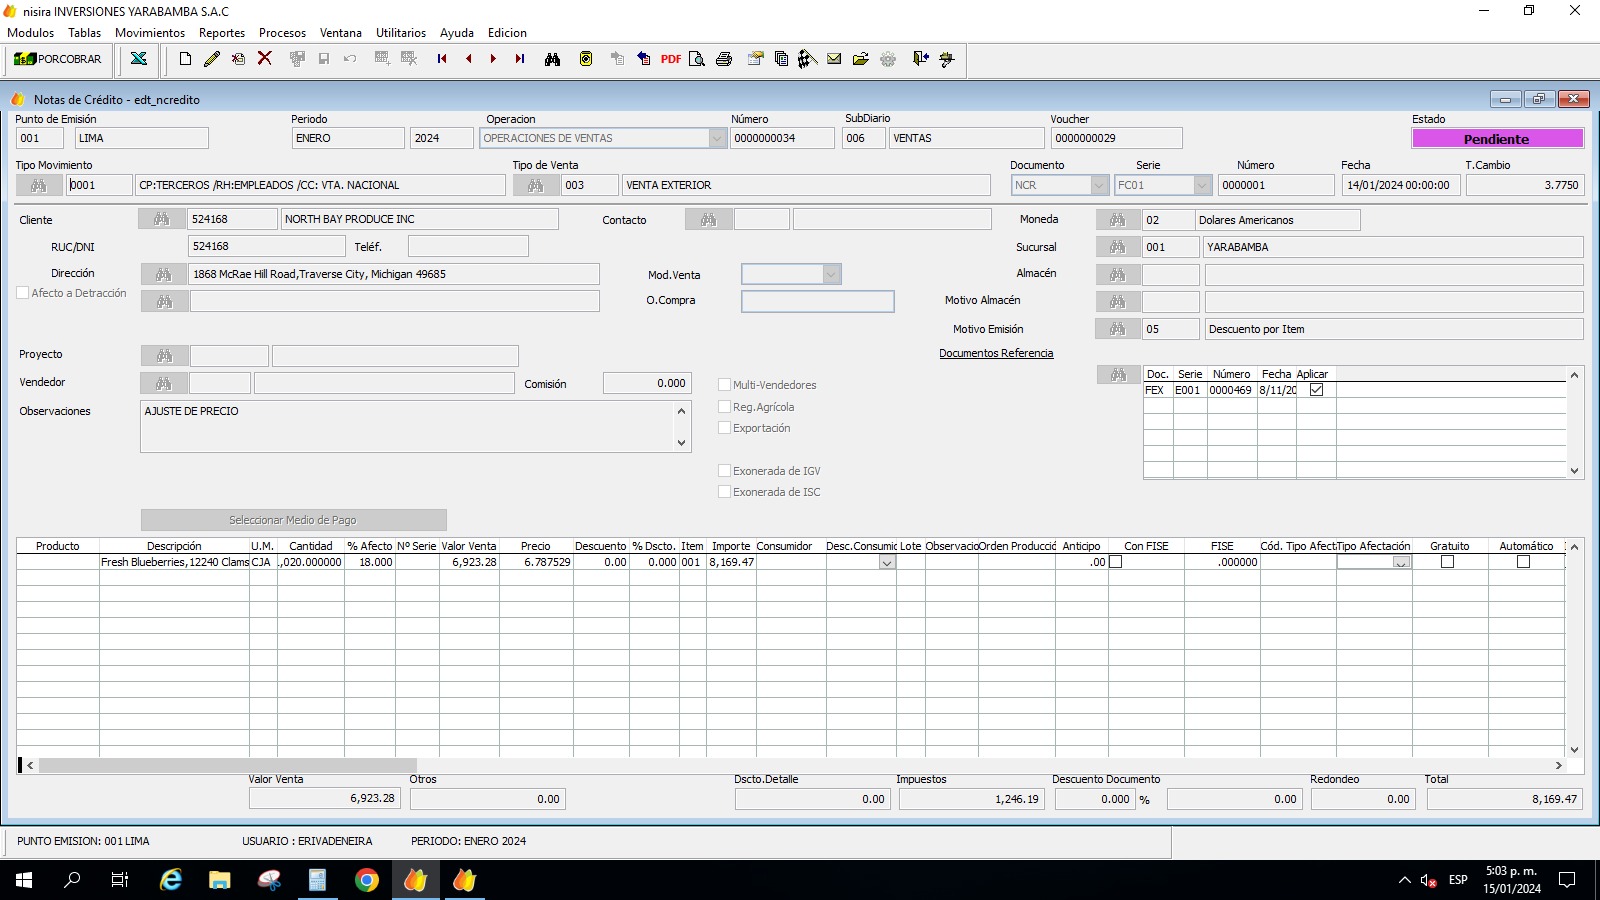 nisira INVERSIONES YARABAMBA S.A.C
Modulos Tablas Movimientos Reportes Procesos Ventana Utilitarios Ayuda Edicion
PORCOBRAR PDF
Notas de Crédito - edt_ncredito
Punto de Emisión Periodo Operacion Número SubDiario Voucher Estado
001 LIMA ENERO 2024 OPERACIONES DE VENTAS 0000000034 006 VENTAS 0000000029 Pendiente
Tipo Movimiento Tipo de Venta Documento Serie Número Fecha T.Cambio
0001 CP:TERCEROS /RH:EMPLEADOS /CC: VTA. NACIONAL 003 VENTA EXTERIOR NCR FC01 0000001 14/01/2024 00:00:00 3.7750
Cliente 524168 NORTH BAY PRODUCE INC Contacto Moneda 02 Dolares Americanos
RUC/DNI 524168 Teléf. Sucursal 001 YARABAMBA
Dirección 1868 McRae Hill Road,Traverse City, Michigan 49685 Mod.Venta Almacén
Afecto a Detracción O.Compra Motivo Almacén
Motivo Emisión 05 Descuento por Item
Proyecto Documentos Referencia
Vendedor Comisión 0.000 Multi-Vendedores
Doc. Serie Número Fecha Aplicar
FEX E001 0000469 8/11/20
Observaciones AJUSTE DE PRECIO Reg.Agrícola
Exportación
Exonerada de IGV
Exonerada de ISC
Seleccionar Medio de Pago
Producto Descripción U.M. Cantidad % Afecto Nº Serie Valor Venta Precio Descuento % Dscto. Item Importe Consumidor Desc.Consumic Lote Observacio Orden Producció Anticipo Con FISE FISE Cód. Tipo Afect Tipo Afectación Gratuito Automático
Fresh Blueberries,12240 Clams CJA ,020.000000 18.000 6,923.28 6.787529 0.00 0.000 001 8,169.47 .00 .000000
Valor Venta Otros Dscto.Detalle Impuestos Descuento Documento Redondeo Total
6,923.28 0.00 0.00 1,246.19 0.000 % 0.00 0.00 8,169.47
PUNTO EMISION: 001 LIMA USUARIO : ERIVADENEIRA PERIODO: ENERO 2024
ESP 5:03 p. m.
15/01/2024